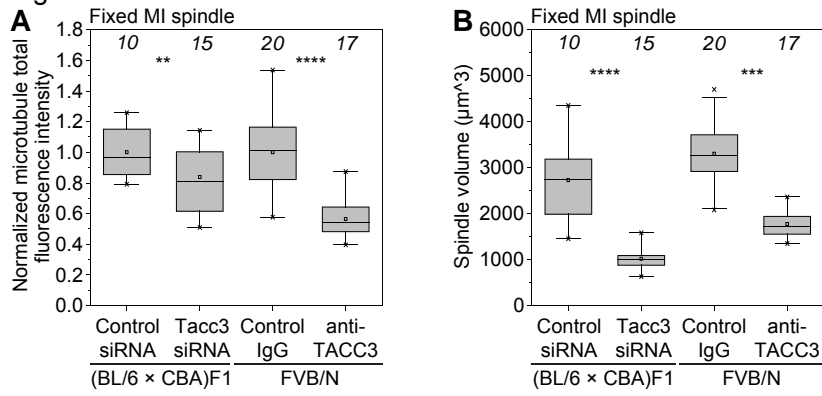 A
Fixed MI spindle
Normalized microtubule total
fluorescence intensity
1.8
1.6
1.4
1.2
1.0
0.8
0.6
0.4
0.2
0.0
10 15 20 17
** ****
Control siRNA
Tacc3 siRNA
Control IgG
anti-TACC3
(BL/6 × CBA)F1
FVB/N
B
Fixed MI spindle
Spindle volume (µm^3)
6000
5000
4000
3000
2000
1000
0
10 15 20 17
**** ***
Control siRNA
Tacc3 siRNA
Control IgG
anti-TACC3
(BL/6 × CBA)F1
FVB/N